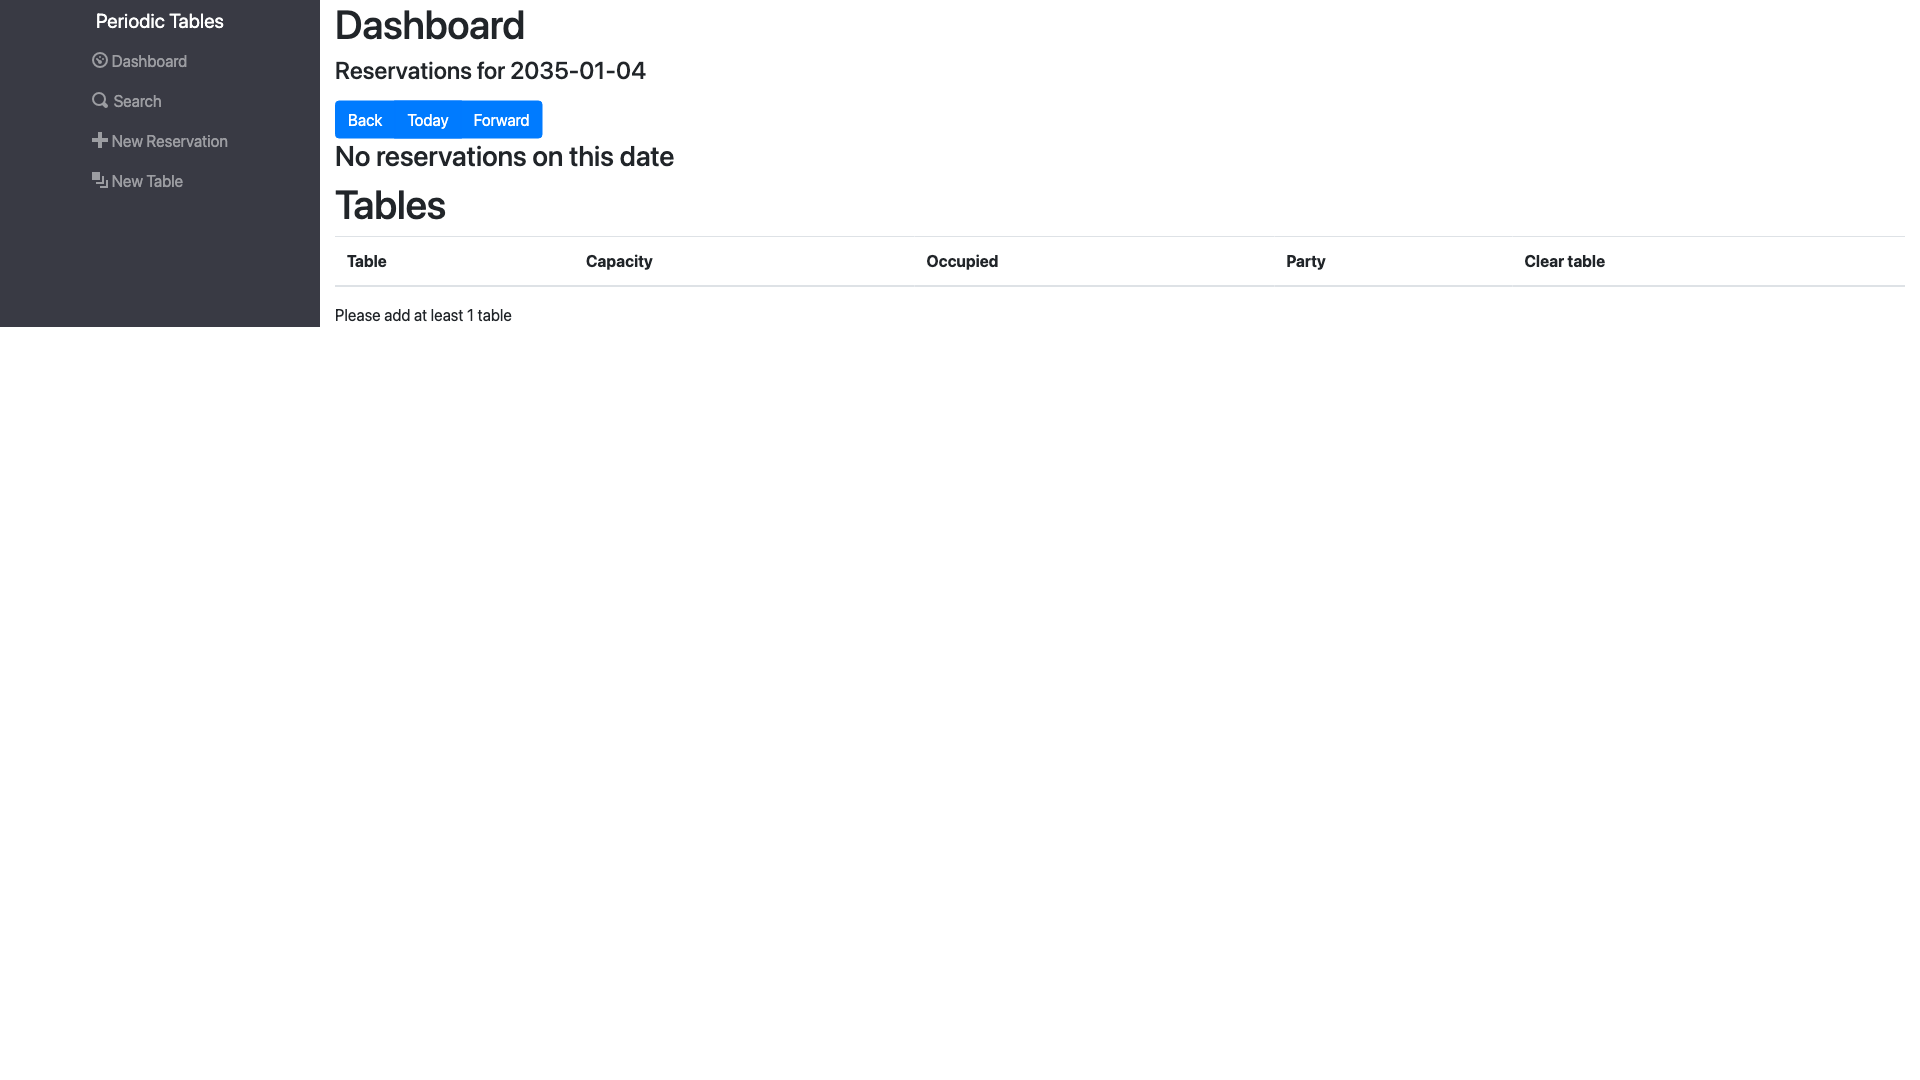 Periodic Tables
Dashboard
Search
New Reservation
New Table
Dashboard
Reservations for 2035-01-04
Back Today Forward
No reservations on this date
Tables
Table Capacity Occupied Party Clear table
Please add at least 1 table